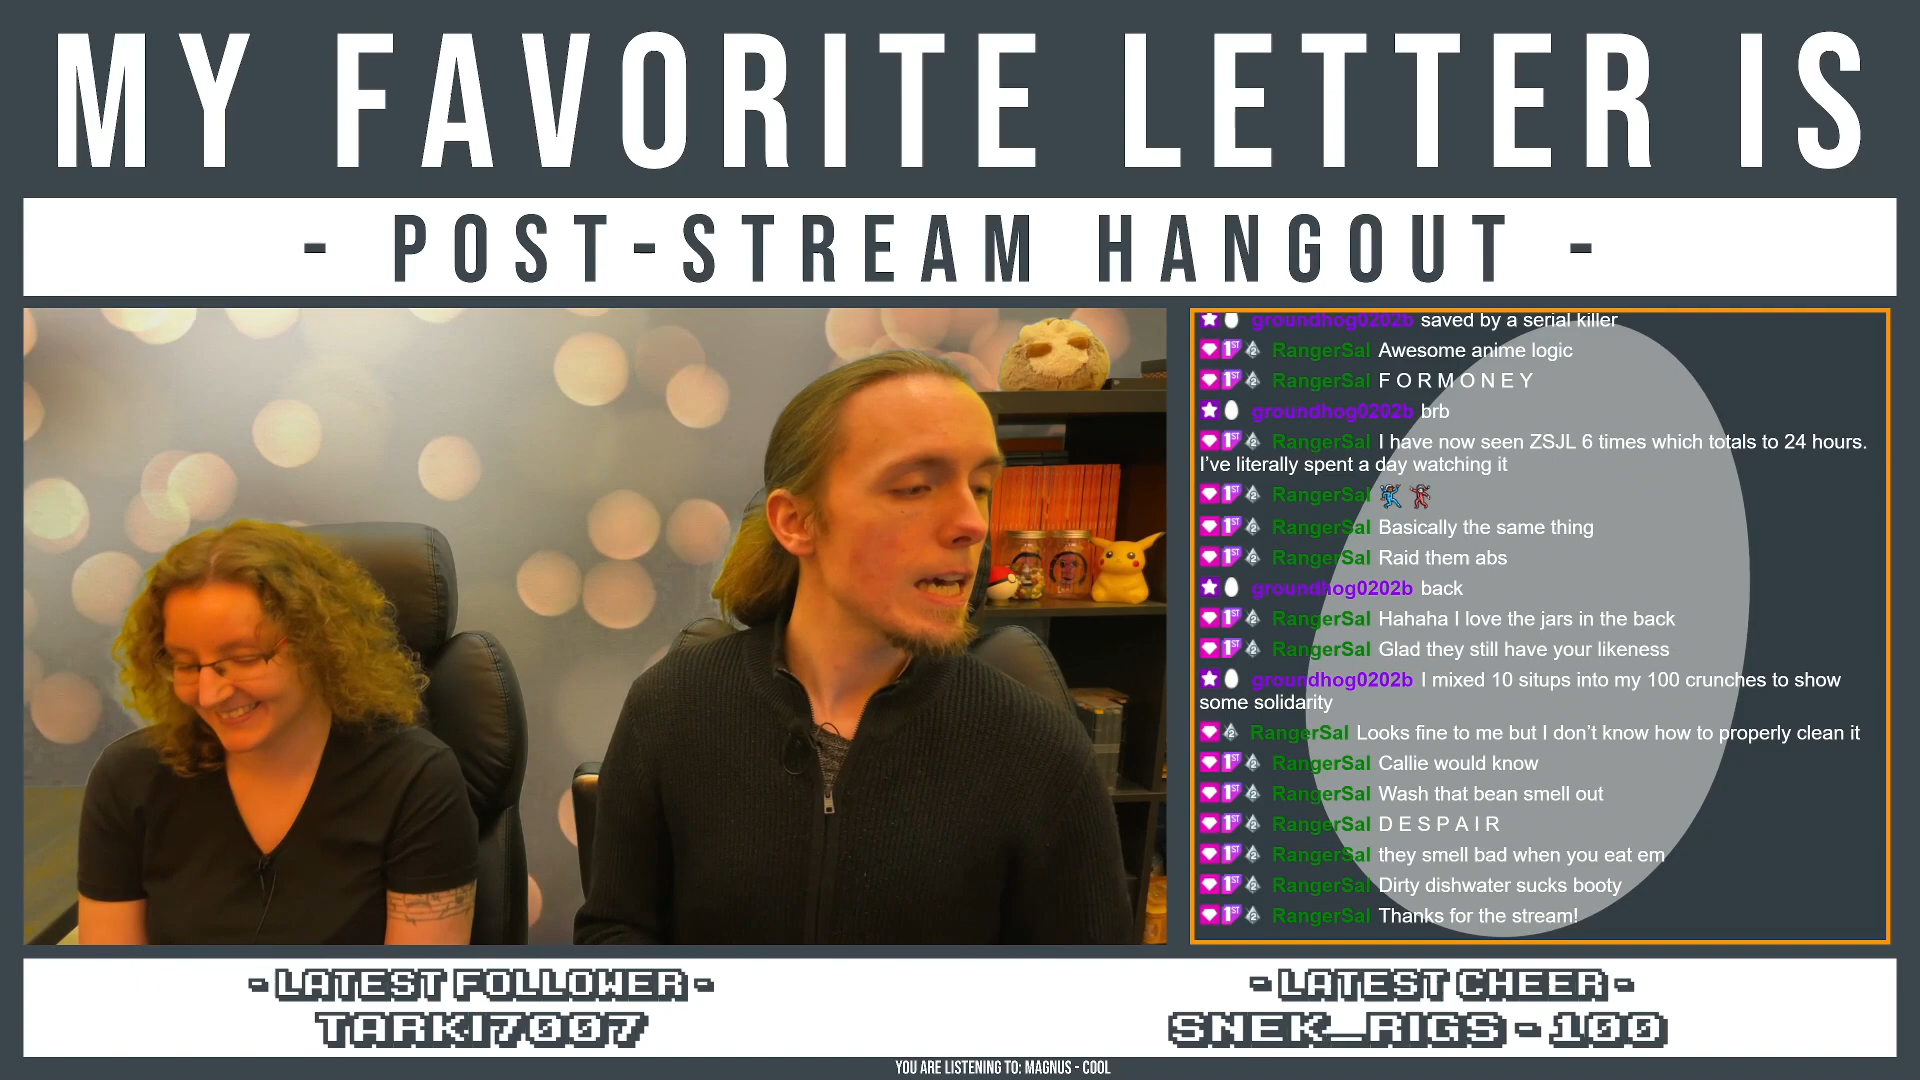 MY FAVORITE LETTER IS
- POST-STREAM HANGOUT -
groundhog0202b saved by a serial killer
RangerSal Awesome anime logic
RangerSal F O R M O N E Y
groundhog0202b brb
RangerSal I have now seen ZSJL 6 times which totals to 24 hours.
I've literally spent a day watching it
RangerSal
RangerSal Basically the same thing
RangerSal Raid them abs
groundhog0202b back
RangerSal Hahaha I love the jars in the back
RangerSal Glad they still have your likeness
groundhog0202b I mixed 10 situps into my 100 crunches to show
some solidarity
RangerSal Looks fine to me but I don't know how to properly clean it
RangerSal Callie would know
RangerSal Wash that bean smell out
RangerSal D E S P A I R
RangerSal they smell bad when you eat em
RangerSal Dirty dishwater sucks booty
RangerSal Thanks for the stream!
- LATEST FOLLOWER -
TARKI7007
- LATEST CHEER -
SNEK_RIGS - 100
YOU ARE LISTENING TO: MAGNUS - COOL